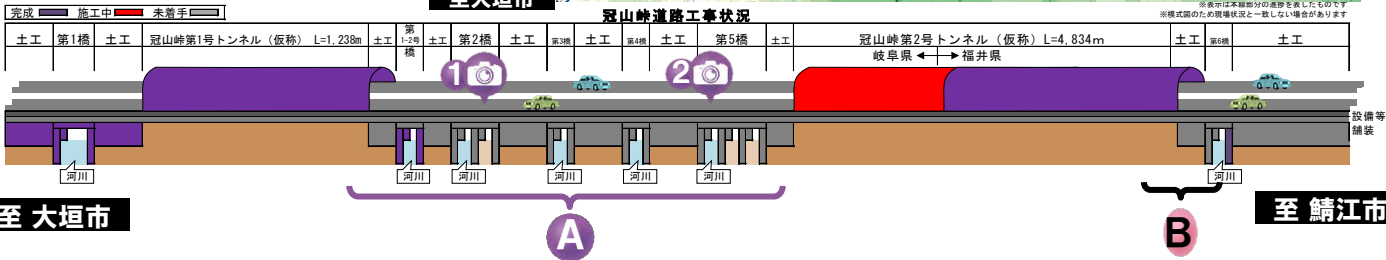 至大垣市
※表示は本線部分の進捗を表したものです
※模式図のため現場状況と一致しない場合があります
冠山峠道路工事状況
完成 施工中 未着手
土工 第1橋 土工 冠山峠第1号トンネル（仮称） L=1,238m 土工 第1-2号橋 土工 第2橋 土工 第3橋 土工 第4橋 土工 第5橋 土工 冠山峠第2号トンネル（仮称）L=4,834m 土工 第6橋 土工
岐阜県 福井県
1 2
設備等
舗装
河川 河川 河川 河川 河川 河川 河川
至 大垣市
至 鯖江市
A B